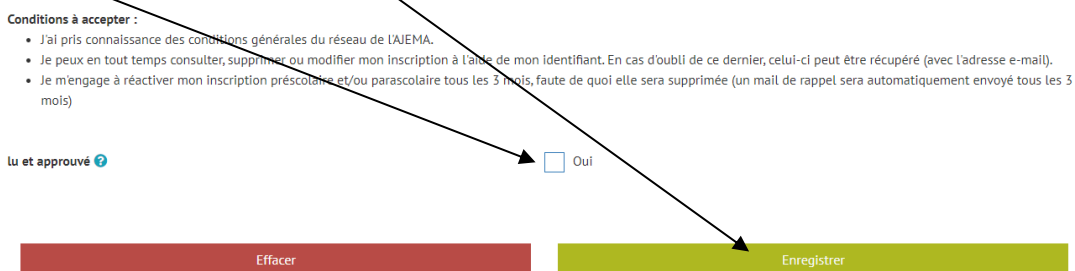 Conditions à accepter :
• J'ai pris connaissance des conditions générales du réseau de l'AJEMA.
• Je peux en tout temps consulter, supprimer ou modifier mon inscription à l'aide de mon identifiant. En cas d'oubli de ce dernier, celui-ci peut être récupéré (avec l'adresse e-mail).
• Je m'engage à réactiver mon inscription préscolaire et/ou parascolaire tous les 3 mois, faute de quoi elle sera supprimée (un mail de rappel sera automatiquement envoyé tous les 3
mois)
lu et approuvé ? Oui
Effacer Enregistrer